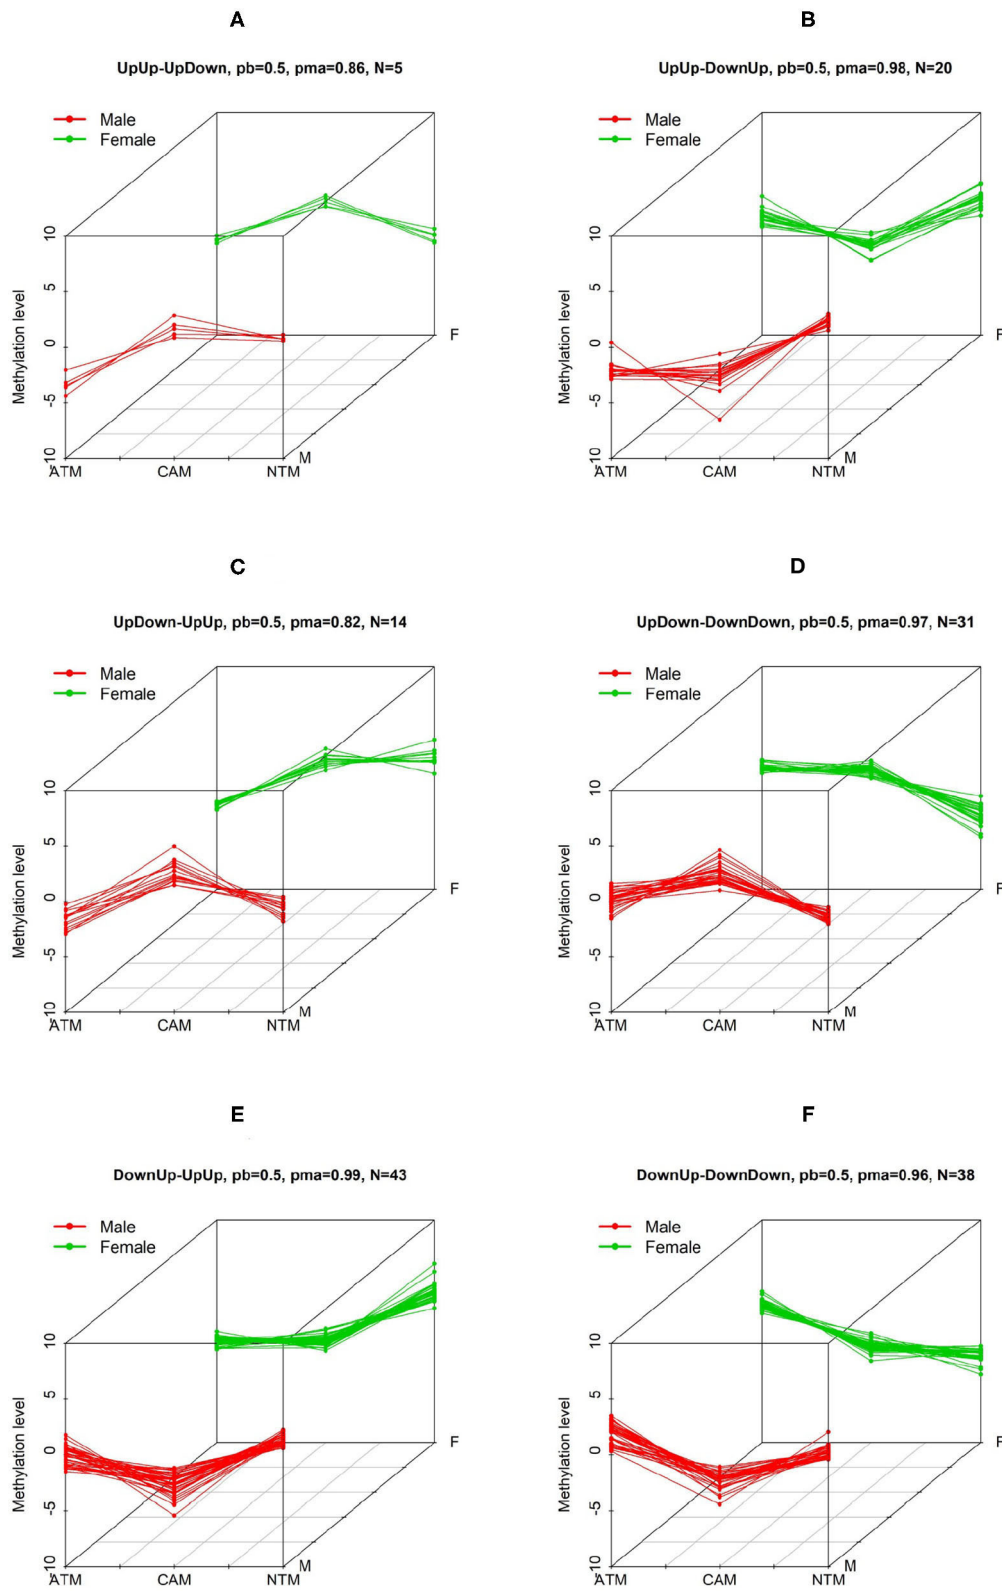 A
UpUp-UpDown, pb=0.5, pma=0.86, N=5
Male
Female
10
5
0
-5
-10
Methylation level
ATM
CAM
NTM
M
F
B
UpUp-DownUp, pb=0.5, pma=0.98, N=20
Male
Female
10
5
0
-5
-10
Methylation level
ATM
CAM
NTM
M
F
C
UpDown-UpUp, pb=0.5, pma=0.82, N=14
Male
Female
10
5
0
-5
-10
Methylation level
ATM
CAM
NTM
M
F
D
UpDown-DownDown, pb=0.5, pma=0.97, N=31
Male
Female
10
5
0
-5
-10
Methylation level
ATM
CAM
NTM
M
F
E
DownUp-UpUp, pb=0.5, pma=0.99, N=43
Male
Female
10
5
0
-5
-10
Methylation level
ATM
CAM
NTM
M
F
F
DownUp-DownDown, pb=0.5, pma=0.96, N=38
Male
Female
10
5
0
-5
-10
Methylation level
ATM
CAM
NTM
M
F